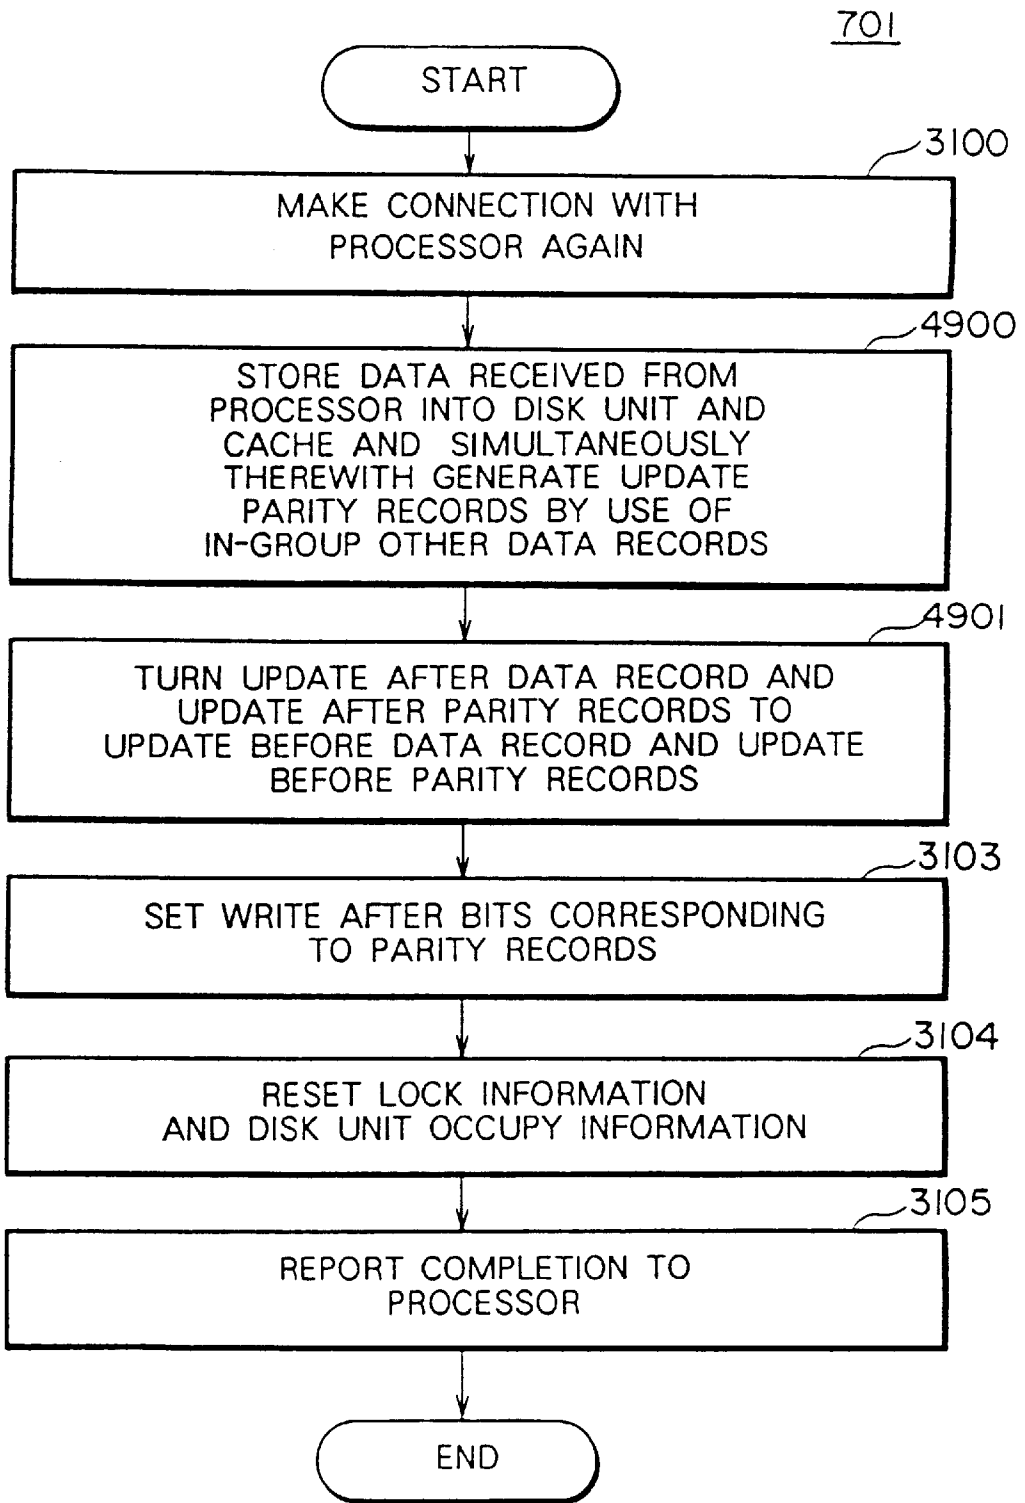 701
START
3100
MAKE CONNECTION WITH
PROCESSOR AGAIN
4900
STORE DATA RECEIVED FROM
PROCESSOR INTO DISK UNIT AND
CACHE AND SIMULTANEOUSLY
THEREWITH GENERATE UPDATE
PARITY RECORDS BY USE OF
IN-GROUP OTHER DATA RECORDS
4901
TURN UPDATE AFTER DATA RECORD AND
UPDATE AFTER PARITY RECORDS TO
UPDATE BEFORE DATA RECORD AND UPDATE
BEFORE PARITY RECORDS
3103
SET WRITE AFTER BITS CORRESPONDING
TO PARITY RECORDS
3104
RESET LOCK INFORMATION
AND DISK UNIT OCCUPY INFORMATION
3105
REPORT COMPLETION TO
PROCESSOR
END